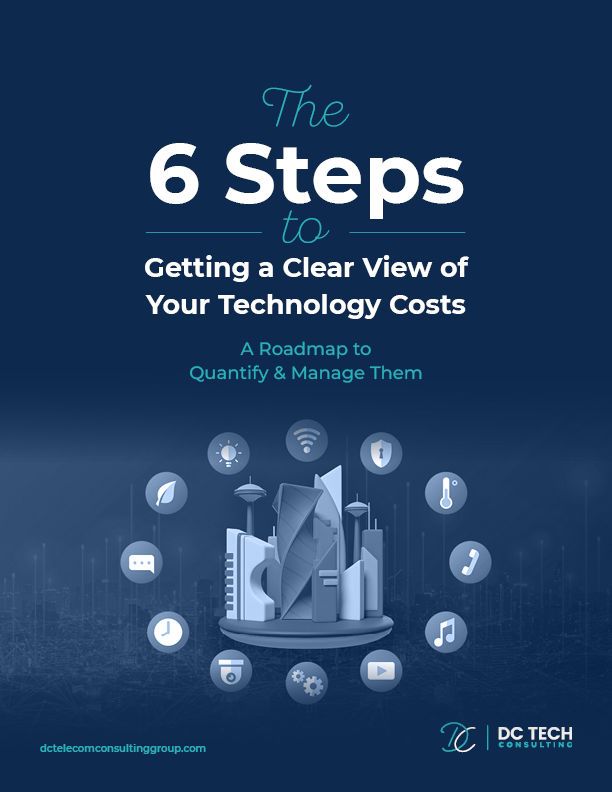 The
6 Steps
to
Getting a Clear View of
Your Technology Costs
A Roadmap to
Quantify & Manage Them
dctelecomconsultinggroup.com
DC
DC TECH
CONSULTING